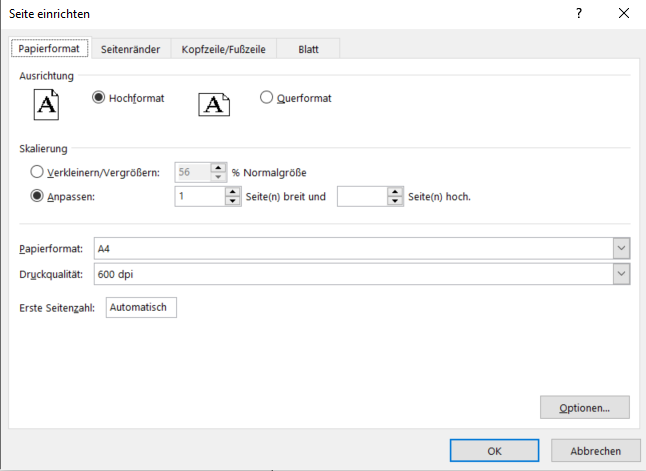 Seite einrichten
Papierformat Seitenränder Kopfzeile/Fußzeile Blatt
Ausrichtung
A Hochformat A Querformat
Skalierung
Verkleinern/Vergrößern: 56 % Normalgröße
Anpassen: 1 Seite(n) breit und Seite(n) hoch.
Papierformat: A4
Druckqualität: 600 dpi
Erste Seitenzahl: Automatisch
Optionen...
OK Abbrechen